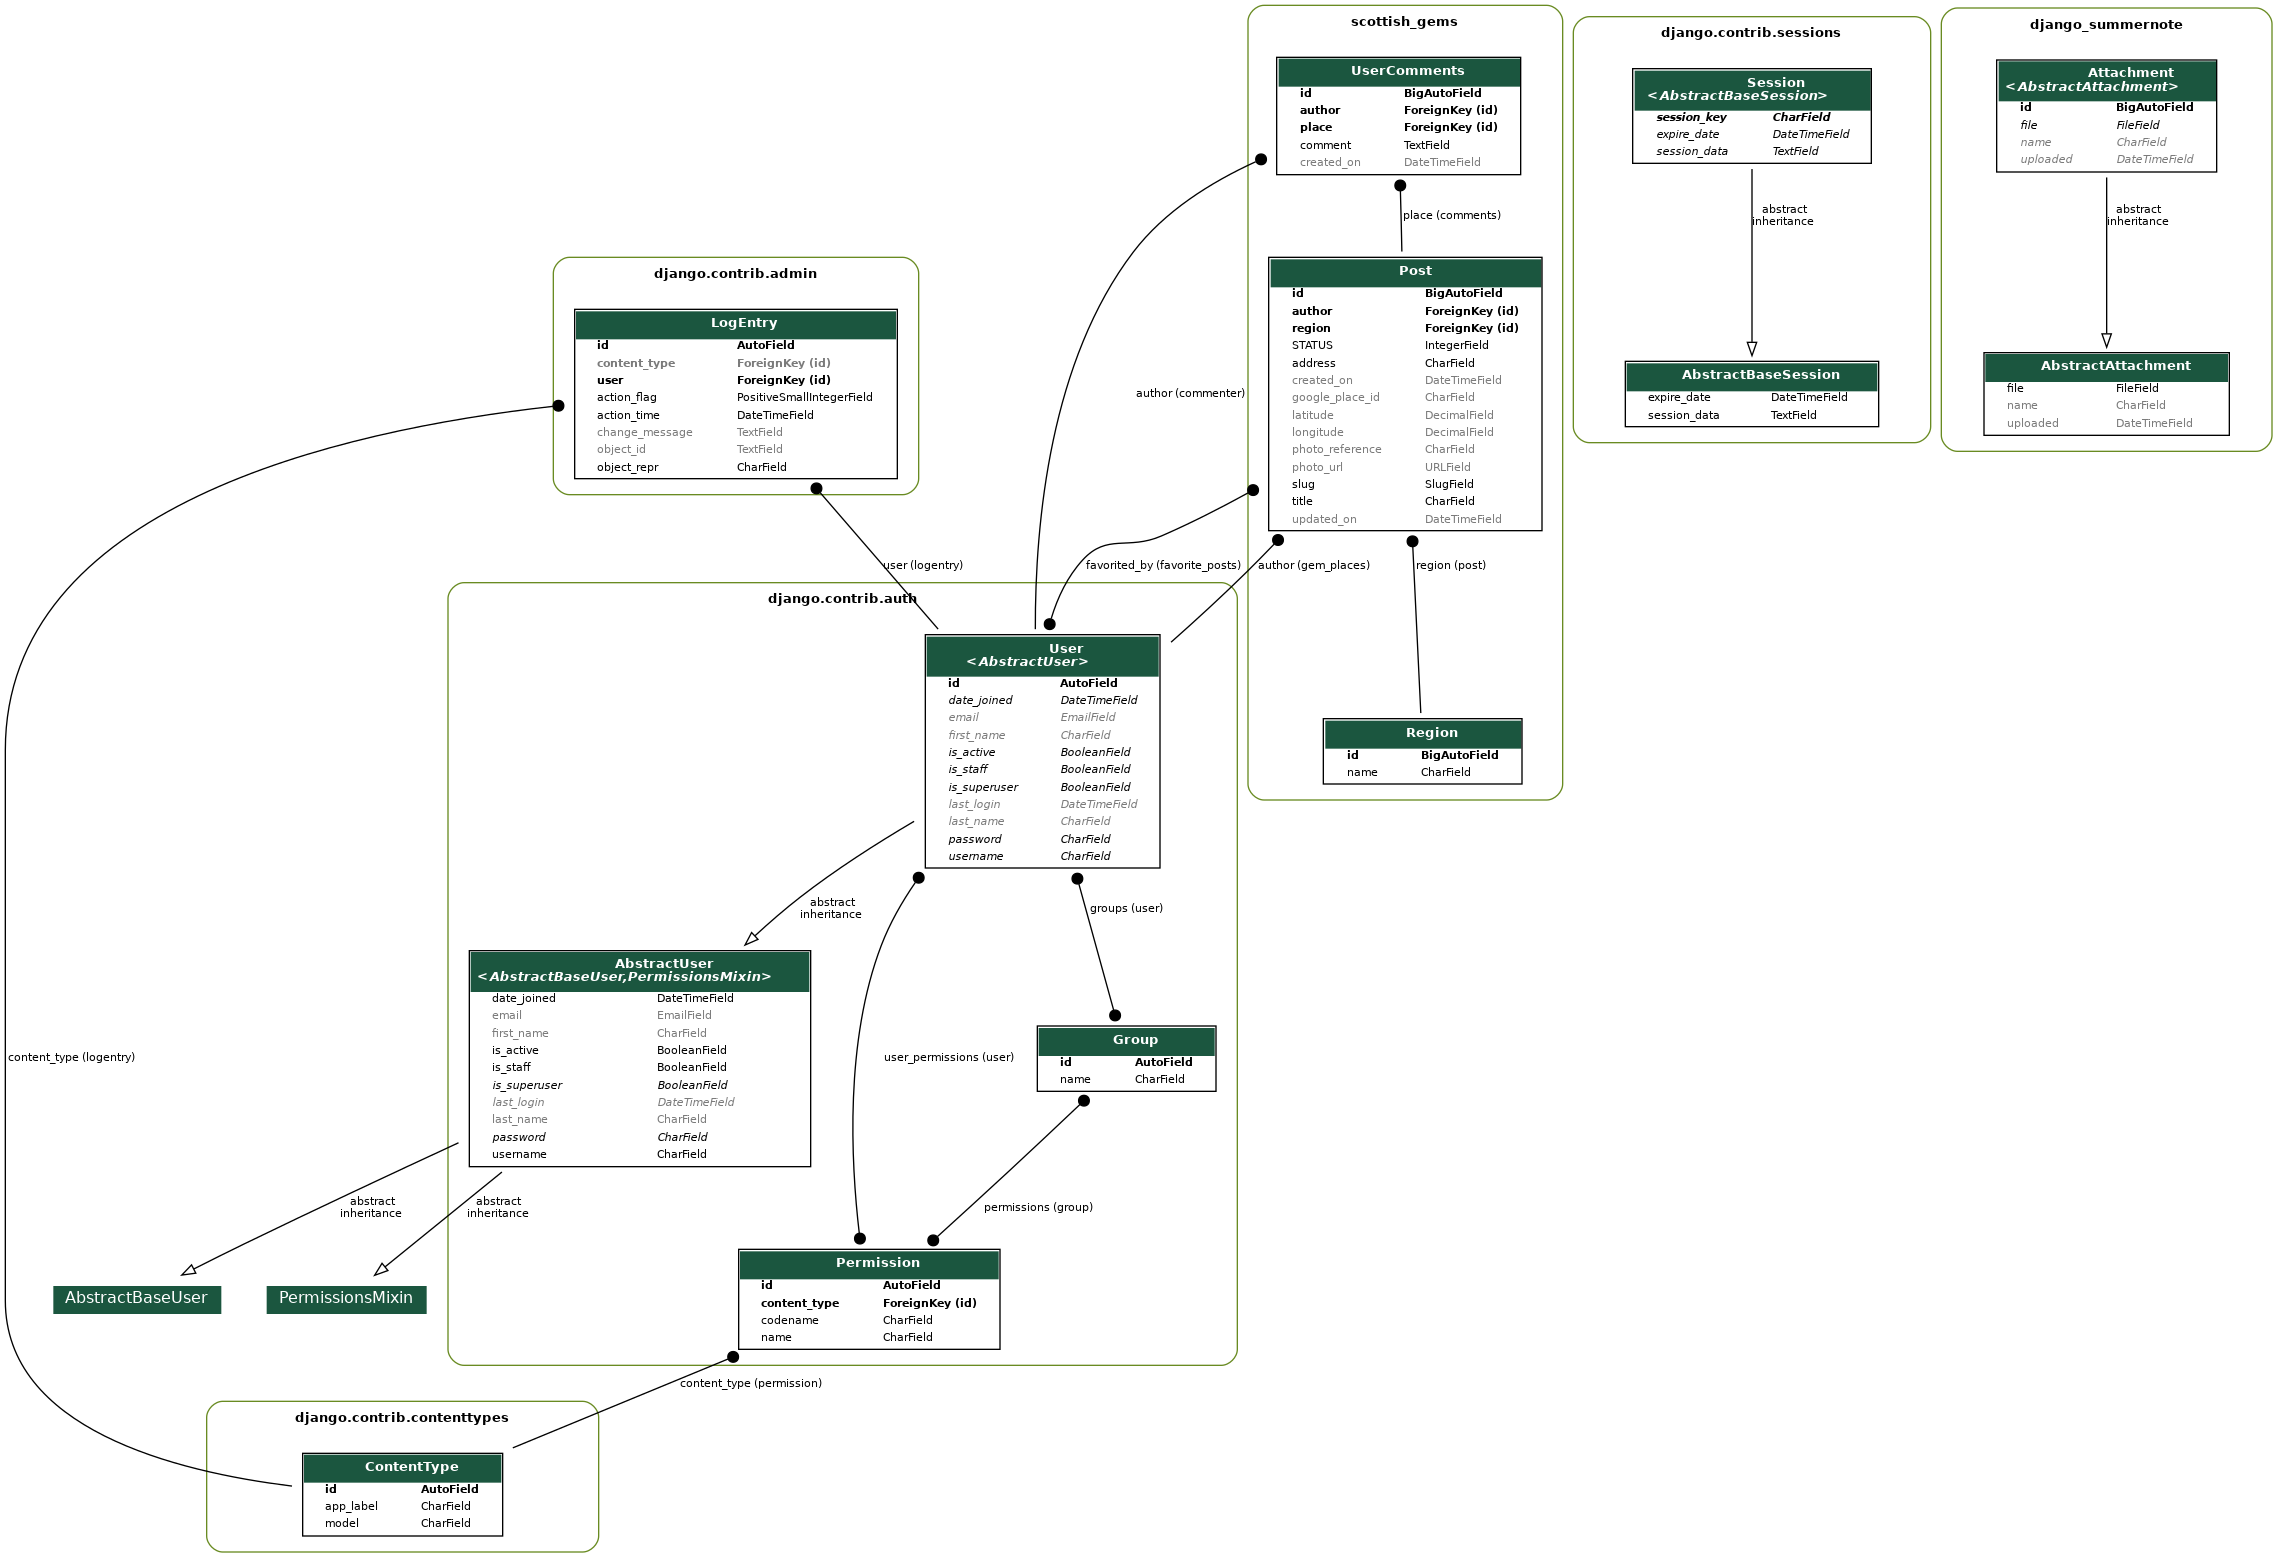 scottish_gems
UserComments
id BigAutoField
author ForeignKey (id)
place ForeignKey (id)
comment TextField
created_on DateTimeField
place (comments)
Post
id BigAutoField
author ForeignKey (id)
region ForeignKey (id)
STATUS IntegerField
address CharField
created_on DateTimeField
google_place_id CharField
latitude DecimalField
longitude DecimalField
photo_reference CharField
photo_url URLField
slug SlugField
title CharField
updated_on DateTimeField
region (post)
Region
id BigAutoField
name CharField
django.contrib.sessions
Session
<AbstractBaseSession>
session_key CharField
expire_date DateTimeField
session_data TextField
abstract
inheritance
AbstractBaseSession
expire_date DateTimeField
session_data TextField
django_summernote
Attachment
<AbstractAttachment>
id BigAutoField
file FileField
name CharField
uploaded DateTimeField
abstract
inheritance
AbstractAttachment
file FileField
name CharField
uploaded DateTimeField
django.contrib.admin
LogEntry
id AutoField
content_type ForeignKey (id)
user ForeignKey (id)
action_flag PositiveSmallIntegerField
action_time DateTimeField
change_message TextField
object_id TextField
object_repr CharField
author (commenter)
user (logentry)
favorited_by (favorite_posts)
author (gem_places)
django.contrib.auth
User
<AbstractUser>
id AutoField
date_joined DateTimeField
email EmailField
first_name CharField
is_active BooleanField
is_staff BooleanField
is_superuser BooleanField
last_login DateTimeField
last_name CharField
password CharField
username CharField
abstract
inheritance
groups (user)
AbstractUser
<AbstractBaseUser,PermissionsMixin>
date_joined DateTimeField
email EmailField
first_name CharField
is_active BooleanField
is_staff BooleanField
is_superuser BooleanField
last_login DateTimeField
last_name CharField
password CharField
username CharField
user_permissions (user)
Group
id AutoField
name CharField
content_type (logentry)
abstract
inheritance
abstract
inheritance
permissions (group)
AbstractBaseUser
PermissionsMixin
Permission
id AutoField
content_type ForeignKey (id)
codename CharField
name CharField
content_type (permission)
django.contrib.contenttypes
ContentType
id AutoField
app_label CharField
model CharField